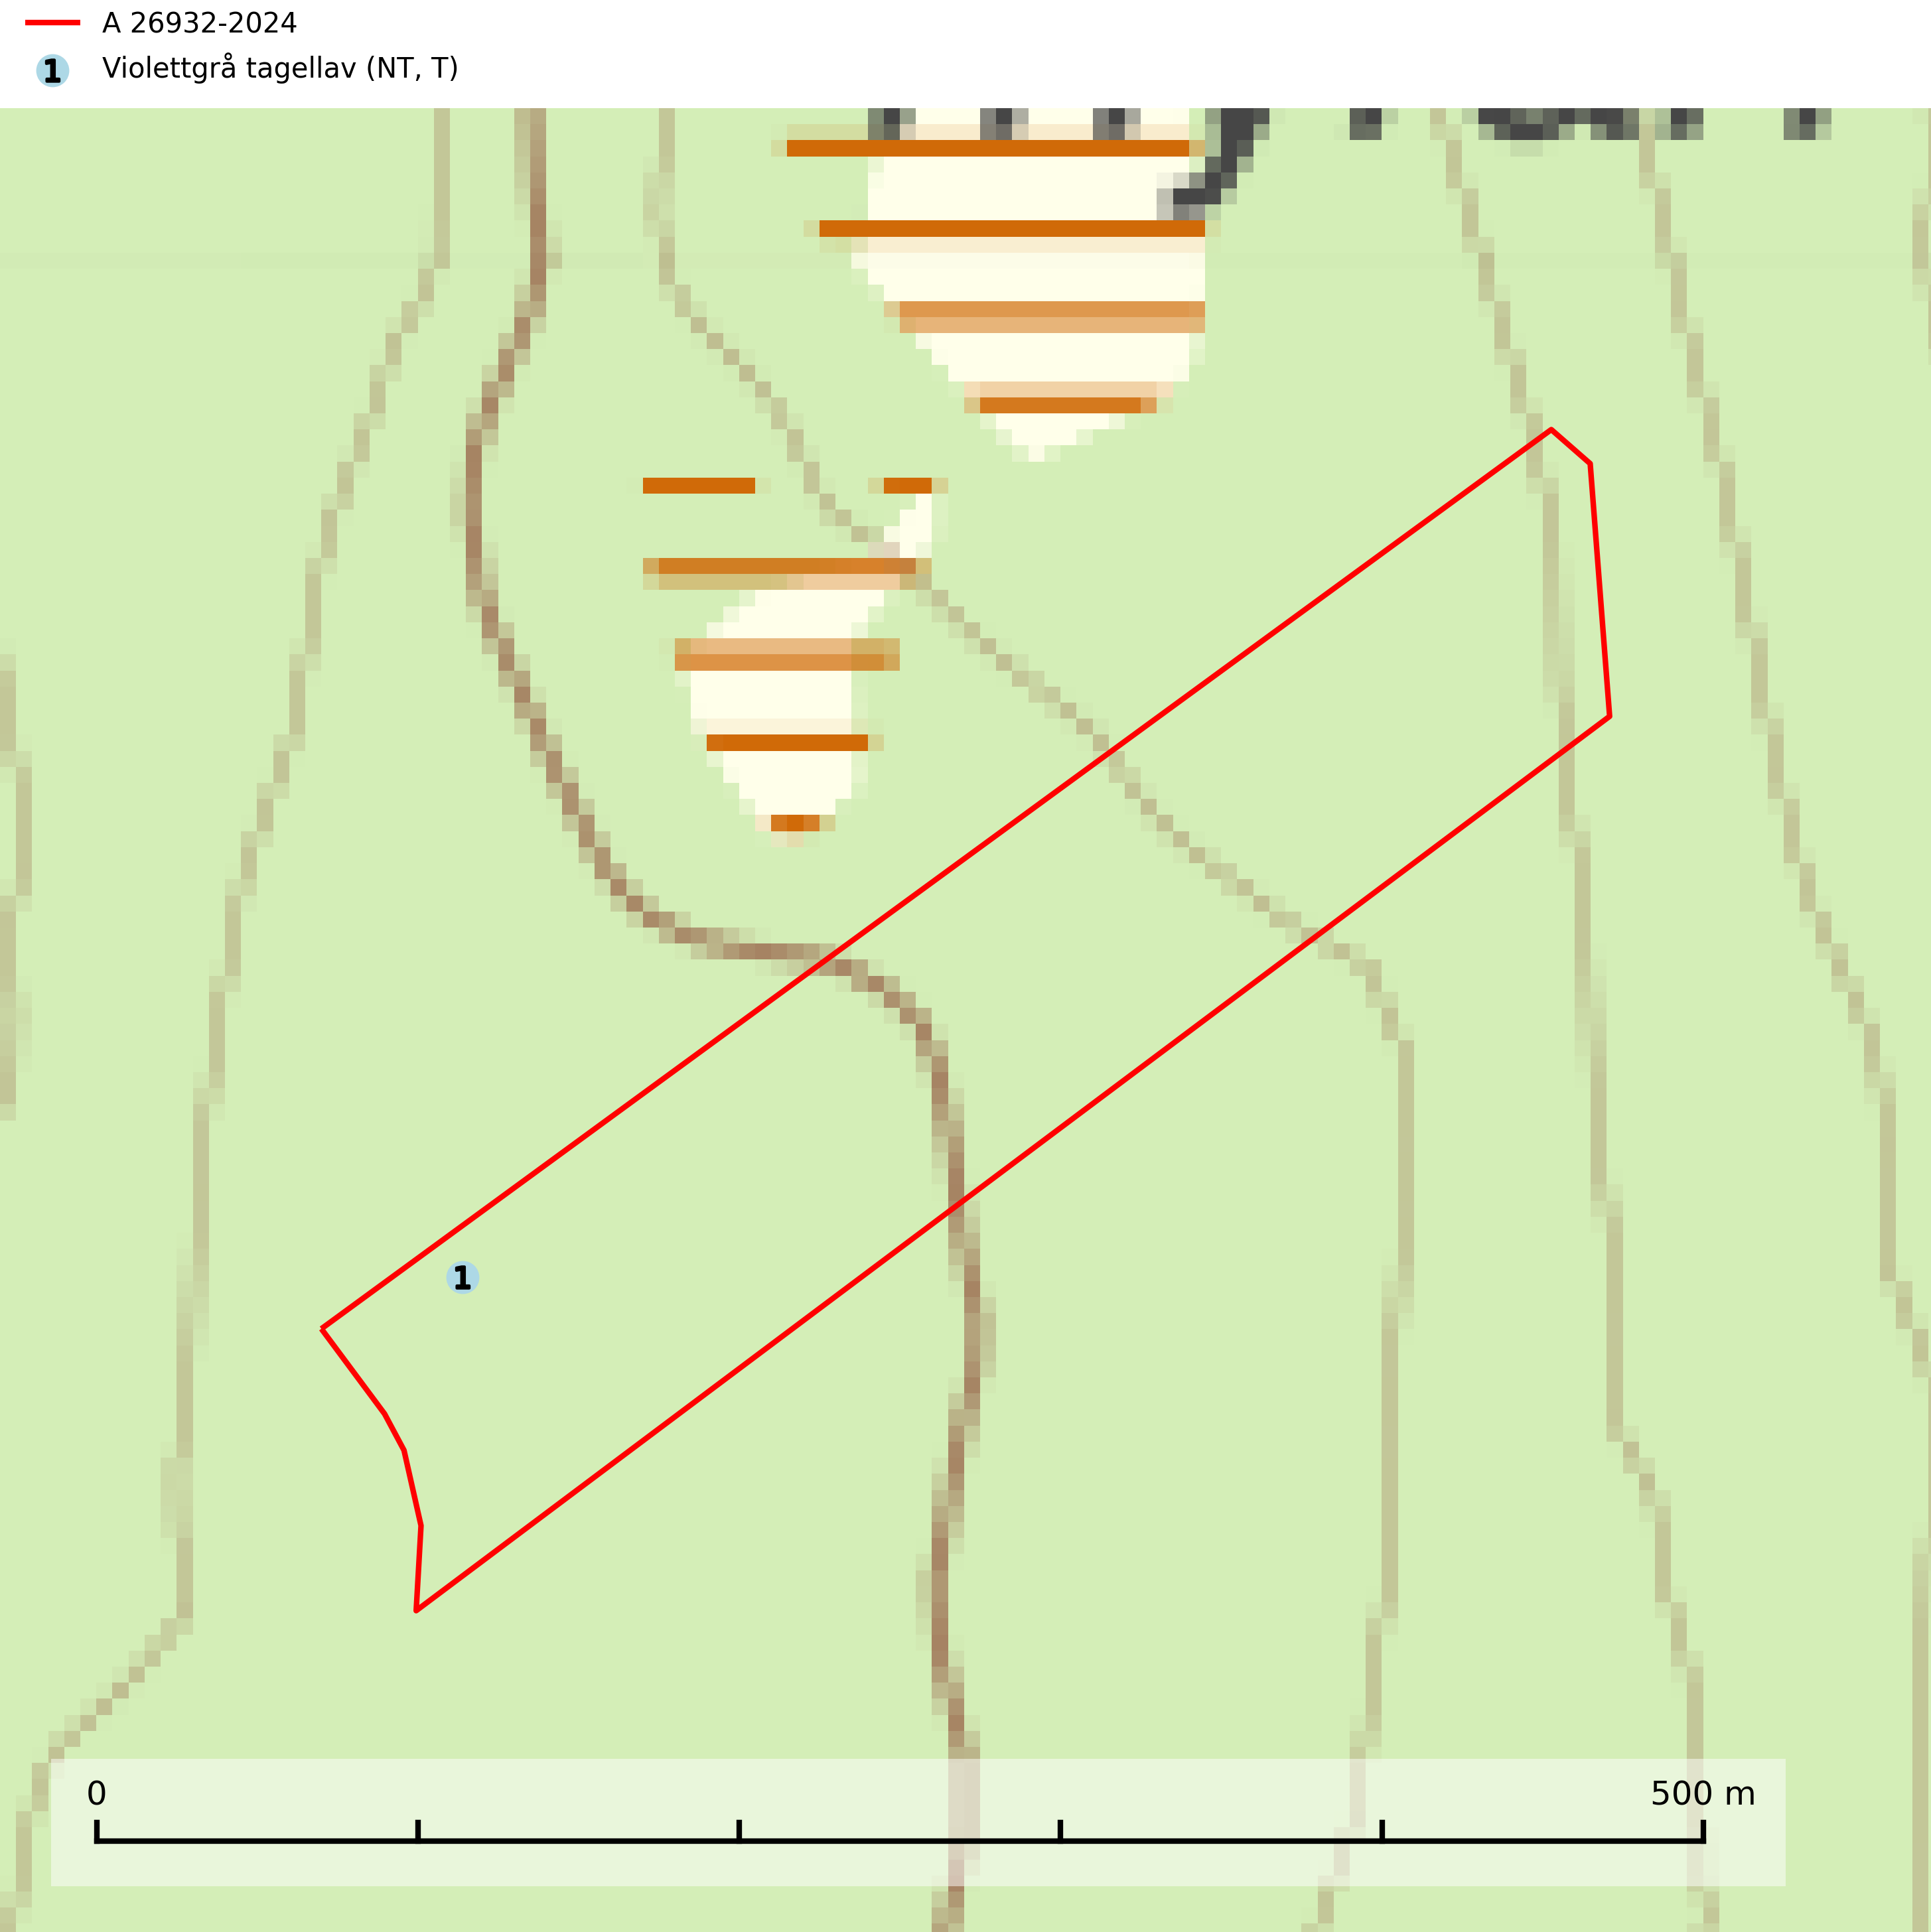 A 26932-2024
1 Violettgrå tagellav (NT, T)
1
0 500 m